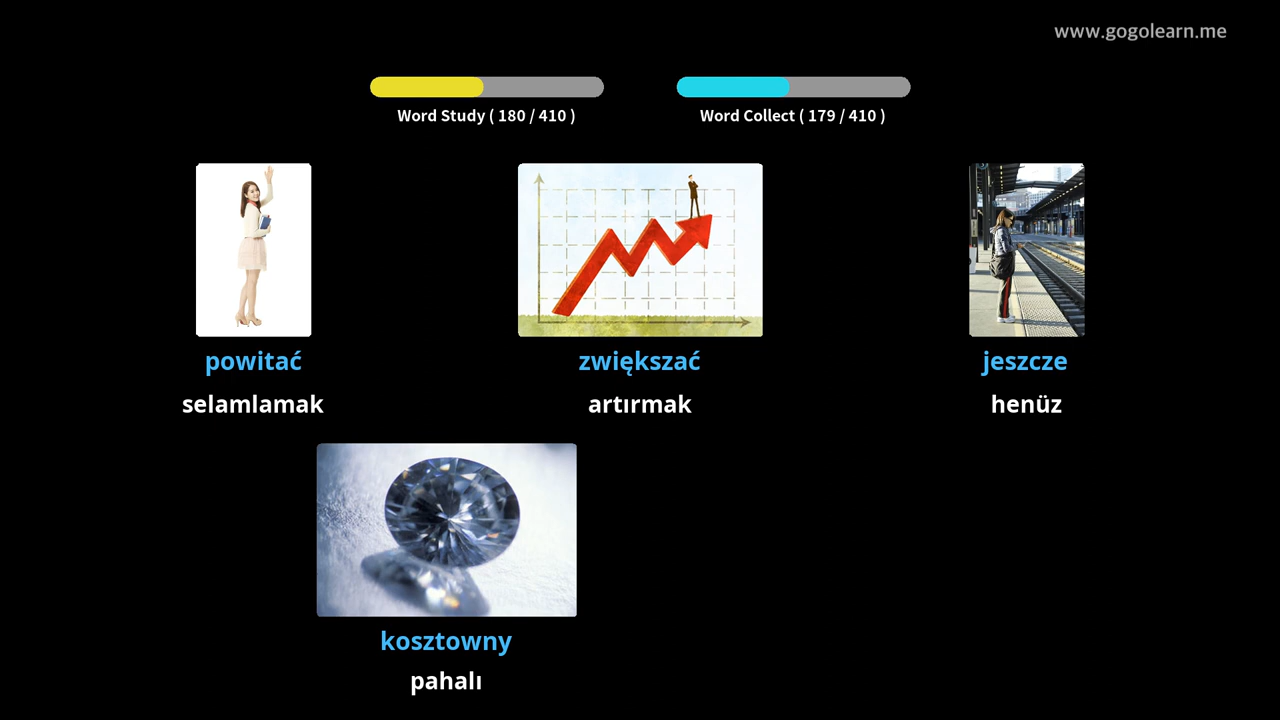 www.gogolearn.me
Word Study ( 180 / 410 )
Word Collect ( 179 / 410 )
powitać
zwiększać
jeszcze
selamlamak
artırmak
henüz
kosztowny
pahalı